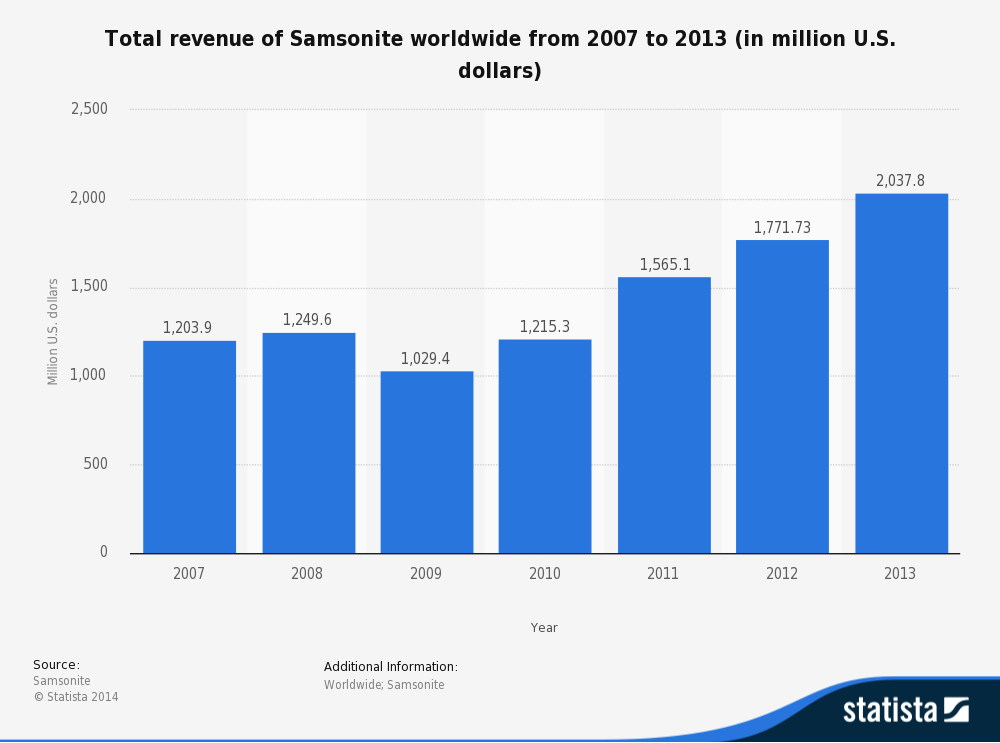 Total revenue of Samsonite worldwide from 2007 to 2013 (in million U.S.
dollars)
2,500
2,000
1,500
1,000
500
0
Million U.S. dollars
1,203.9
1,249.6
1,029.4
1,215.3
1,565.1
1,771.73
2,037.8
2007
2008
2009
2010
2011
2012
2013
Year
Source:
Samsonite
© Statista 2014
Additional Information:
Worldwide; Samsonite
statista